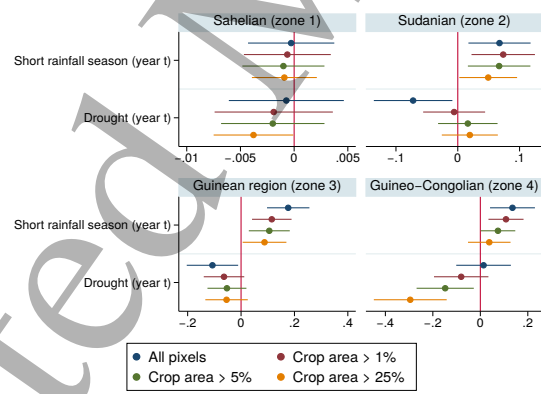 Sahelian (zone 1)
Sudanian (zone 2)
Short rainfall season (year t)
Drought (year t)
-.01
-.005
0
.005
-.1
0
.1
Guinean region (zone 3)
Guineo-Congolian (zone 4)
Short rainfall season (year t)
Drought (year t)
-.2
0
.2
.4
-.4
-.2
0
.2
All pixels
Crop area > 1%
Crop area > 5%
Crop area > 25%
ted M